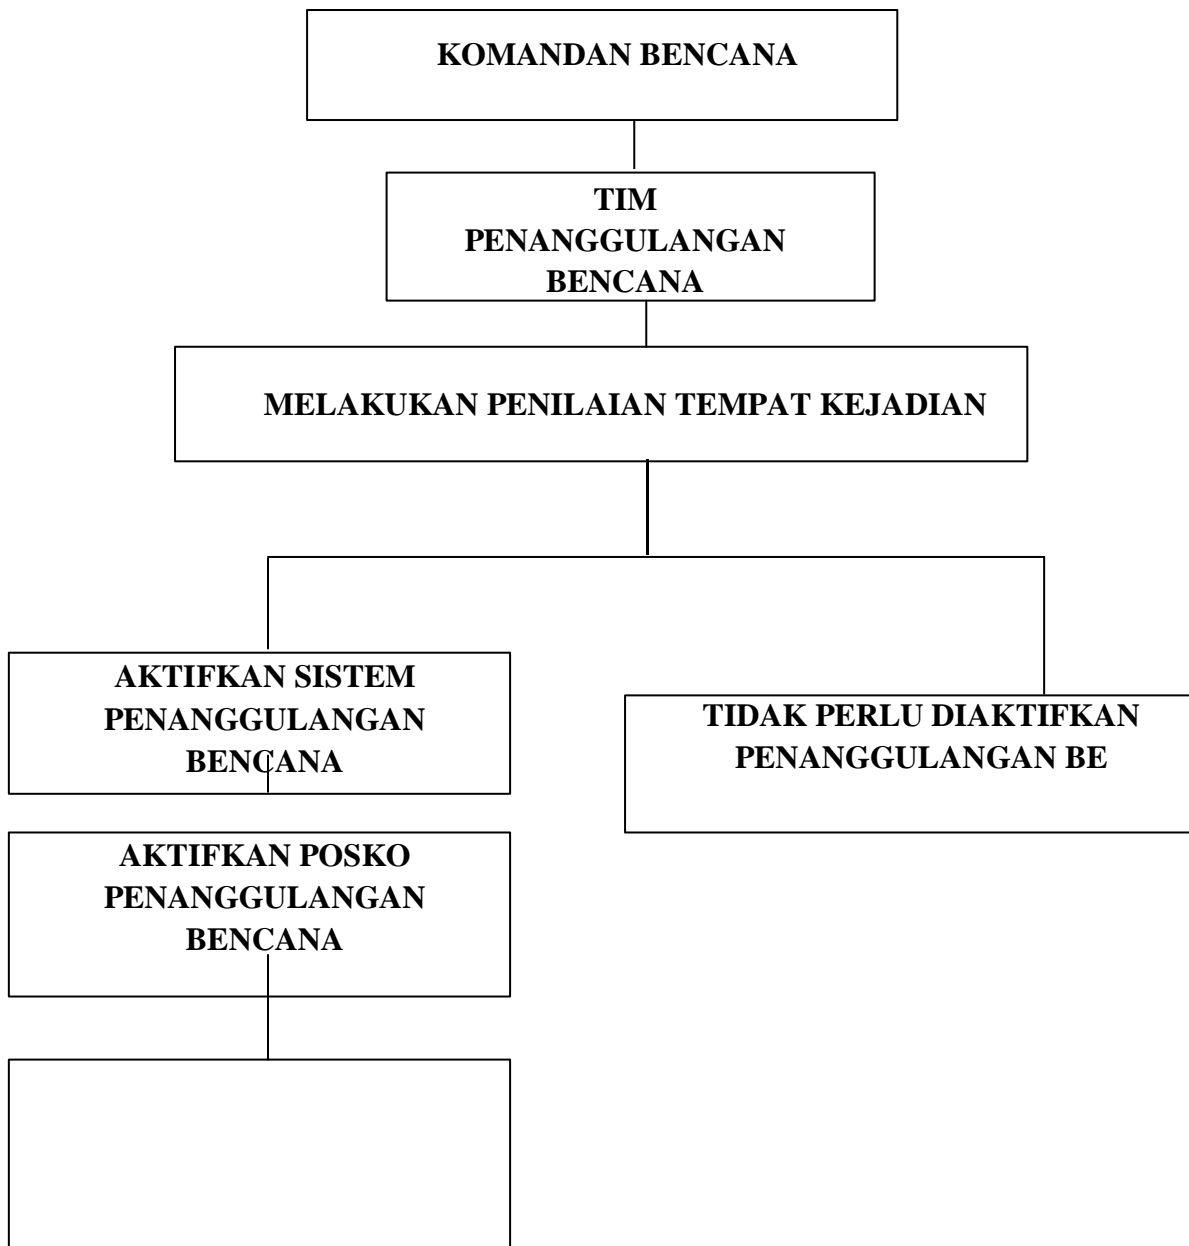 KOMANDAN BENCANA
TIM
PENANGGULANGAN
BENCANA
MELAKUKAN PENILAIAN TEMPAT KEJADIAN
AKTIFKAN SISTEM
PENANGGULANGAN
BENCANA
TIDAK PERLU DIAKTIFKAN
PENANGGULANGAN BE
AKTIFKAN POSKO
PENANGGULANGAN
BENCANA